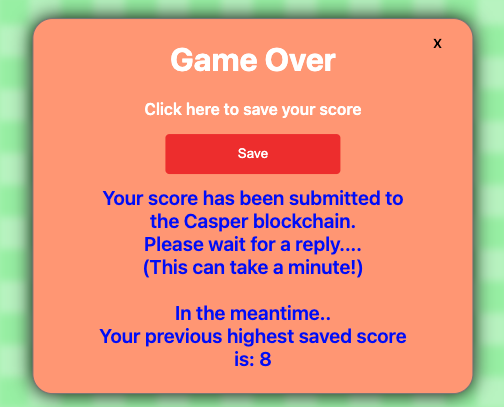 X
Game Over
Click here to save your score
Save
Your score has been submitted to
the Casper blockchain.
Please wait for a reply....
(This can take a minute!)
In the meantime..
Your previous highest saved score
is: 8